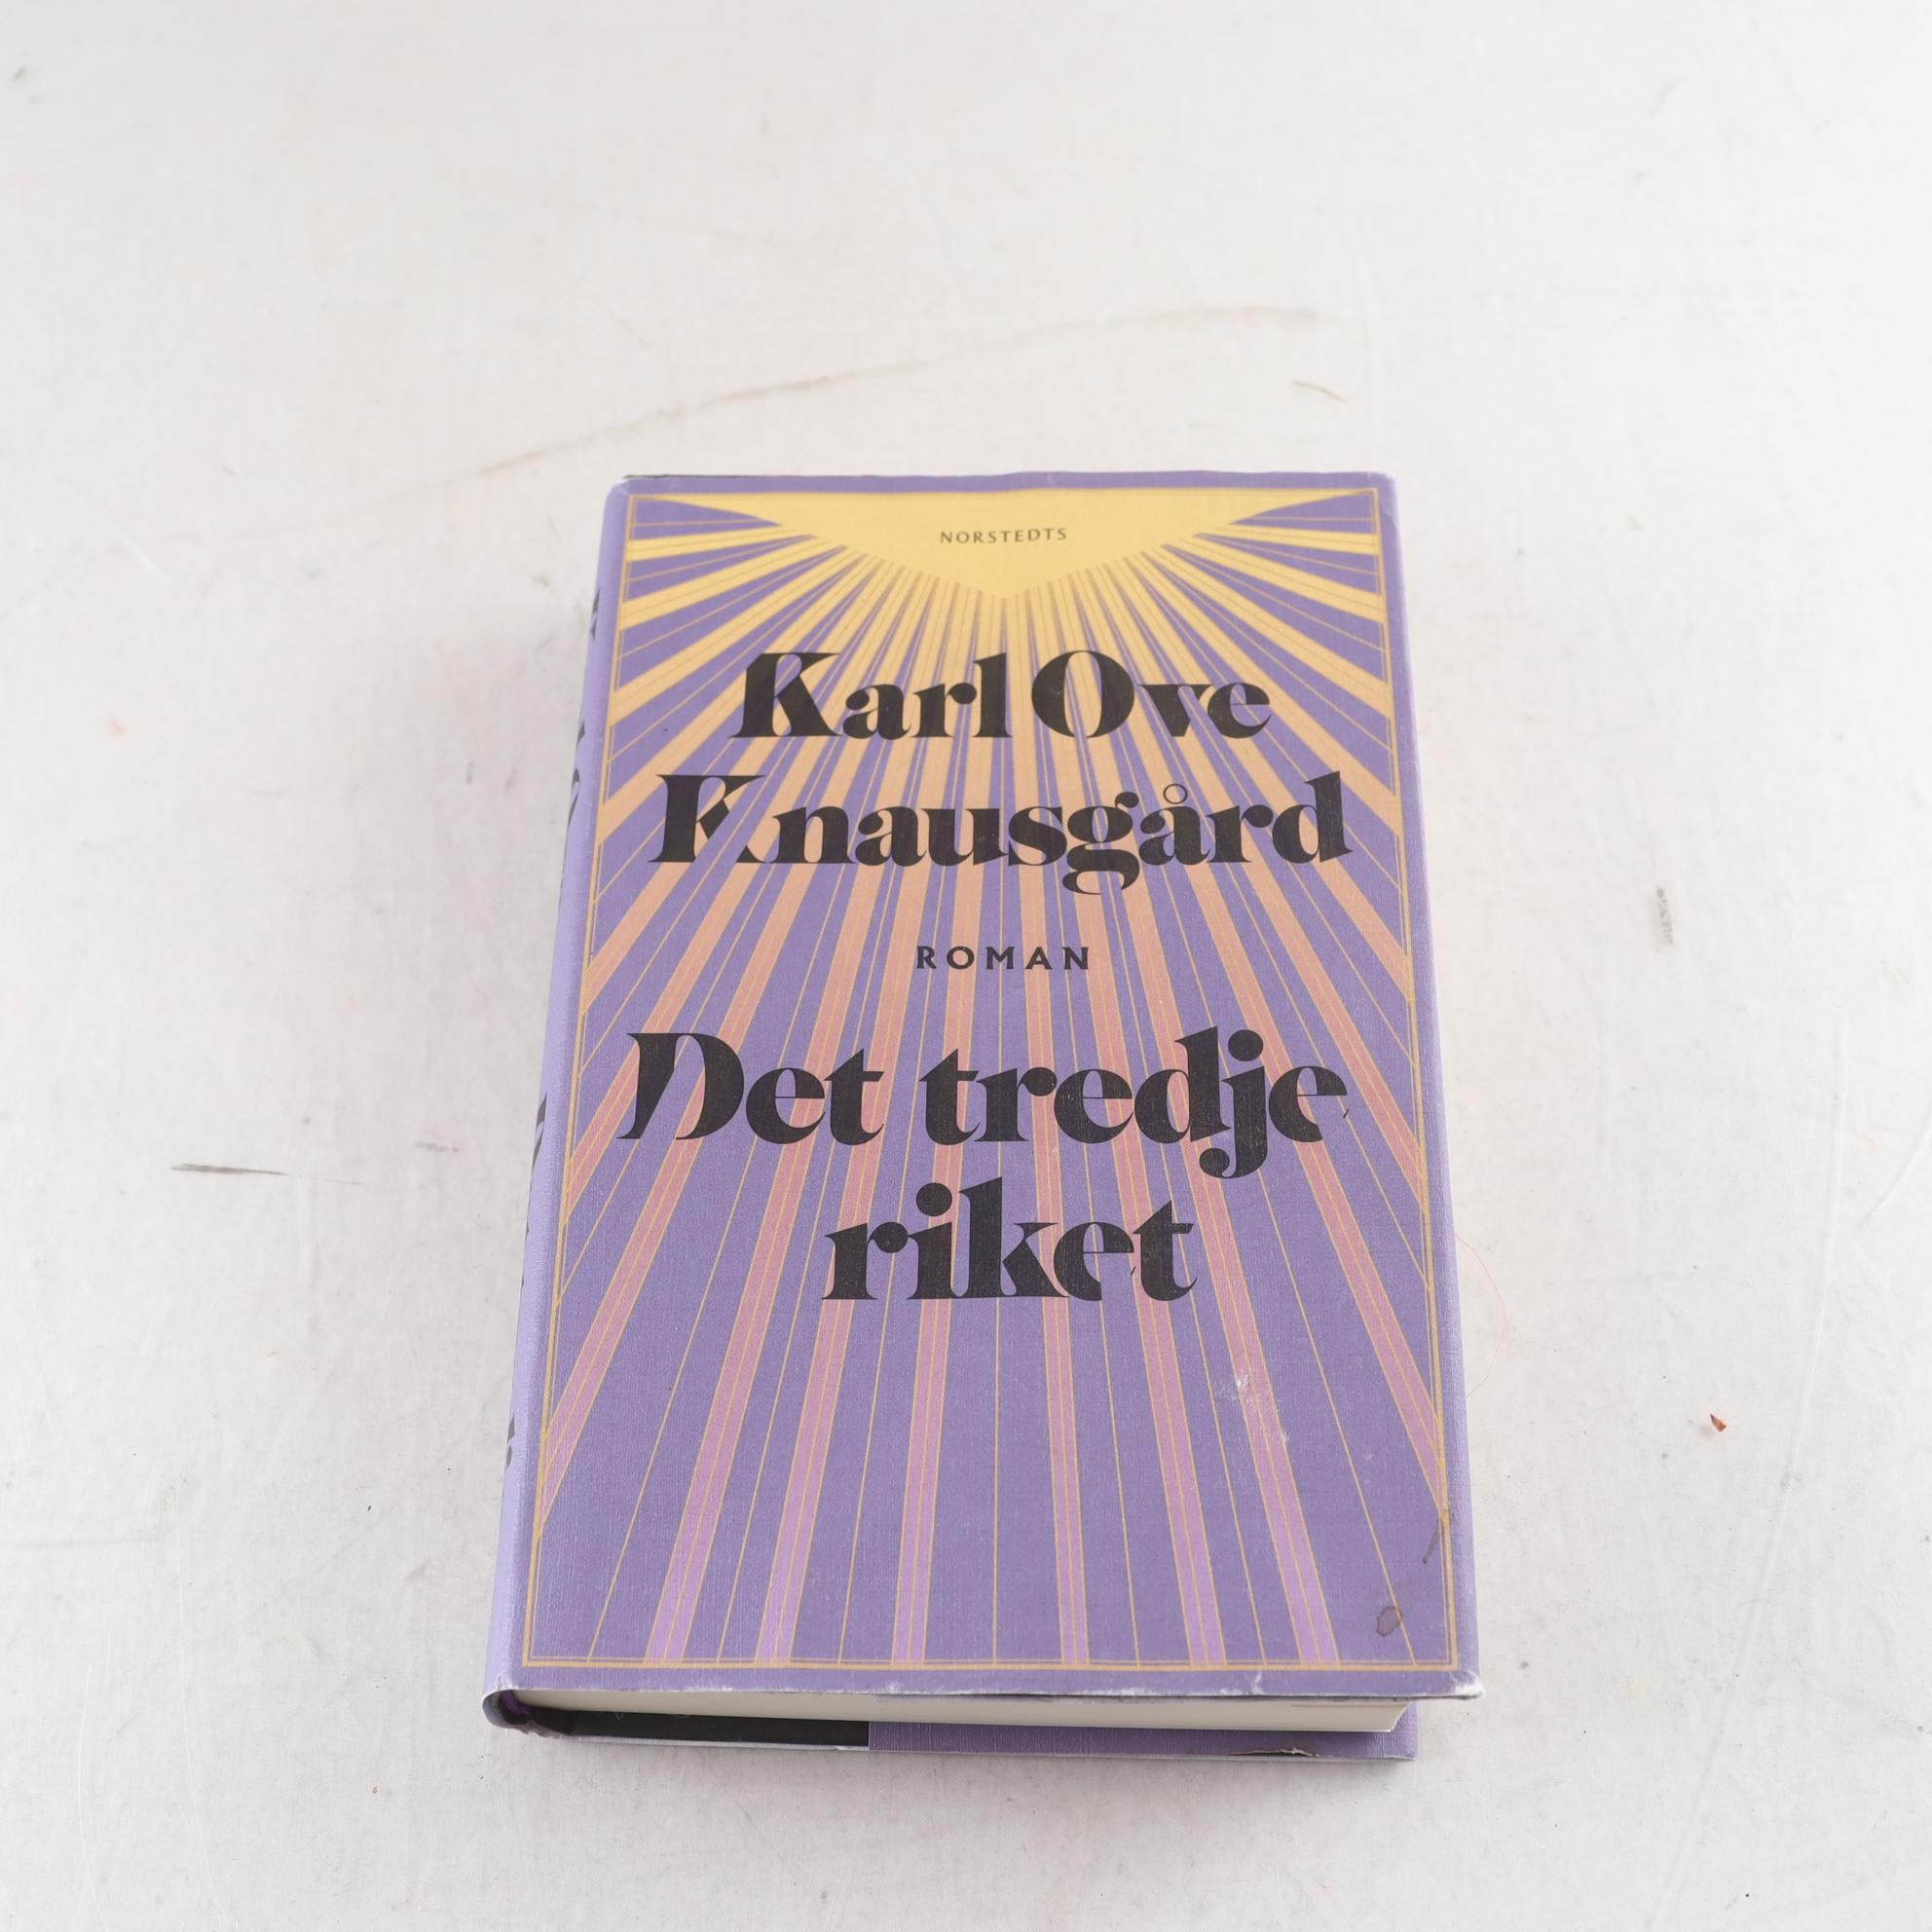 NORSTEDTS
Karl Ove
Knausgård
ROMAN
Det tredje
riket